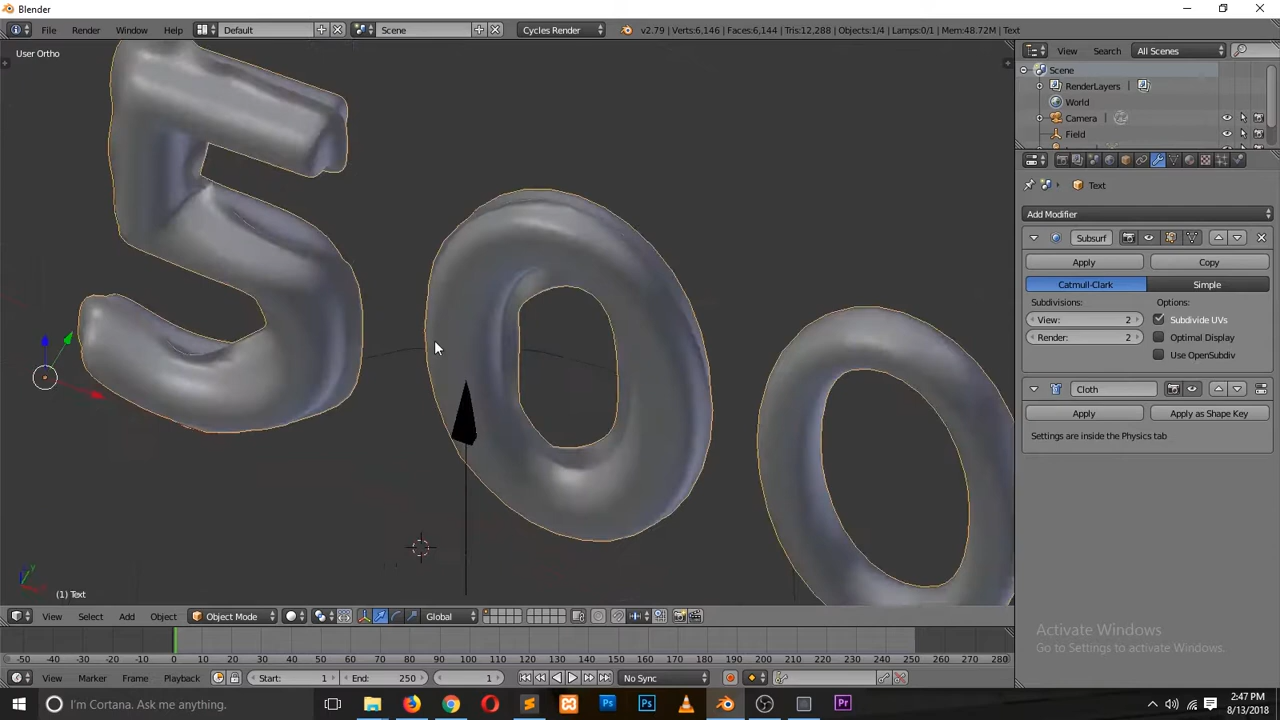 Blender
File
Render
Window
Help
Default
Scene
Cycles Render
v2.79 | Verts:6,146 | Faces:6,144 | Tris:12,288 | Objects:1/4 | Lamps:0/1 | Mem:48.72M | Text
View
Search
All Scenes
User Ortho
Scene
RenderLayers
World
Camera
Field
Text
Add Modifier
Subsurf
Apply
Copy
Catmull-Clark
Simple
Subdivisions:
Options:
View: 2
Subdivide UVs
Render: 2
Optimal Display
Use OpenSubdiv
Cloth
Apply
Apply as Shape Key
Settings are inside the Physics tab
500
(1) Text
View
Select
Add
Object
Object Mode
Global
Activate Windows
Go to Settings to activate Windows.
-50 -40 -30 -20 -10 0 10 20 30 40 50 60 70 80 90 100 110 120 130 140 150 160 170 180 190 200 210 220 230 240 250 260 270 280
View
Marker
Frame
Playback
Start: 1
End: 250
1
No Sync
I'm Cortana. Ask me anything.
2:47 PM
8/13/2018